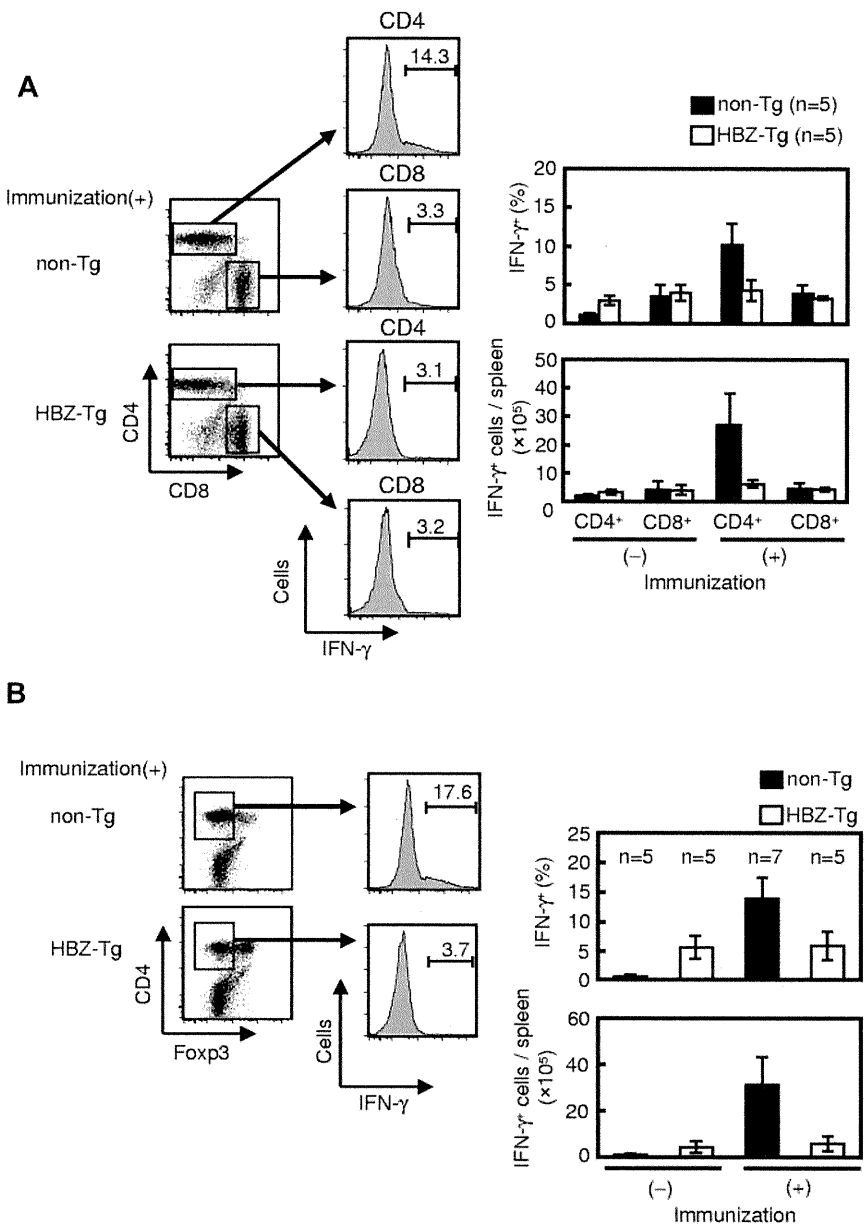 A
CD4
14.3
Immunization(+)
non-Tg
CD8
3.3
CD4
3.1
HBZ-Tg
CD4
CD8
CD8
3.2
Cells
IFN-γ
non-Tg (n=5)
HBZ-Tg (n=5)
IFN-γ⁺ (%)
20
15
10
5
0
IFN-γ⁺ cells / spleen
(×10⁵)
50
40
30
20
10
0
CD4⁺ CD8⁺ CD4⁺ CD8⁺
(−) (+)
Immunization
B
Immunization(+)
non-Tg
17.6
HBZ-Tg
3.7
CD4
Foxp3
Cells
IFN-γ
non-Tg
HBZ-Tg
IFN-γ⁺ (%)
25
20
15
10
5
0
n=5 n=5 n=7 n=5
IFN-γ⁺ cells / spleen
(×10⁵)
60
40
20
0
(−) (+)
Immunization